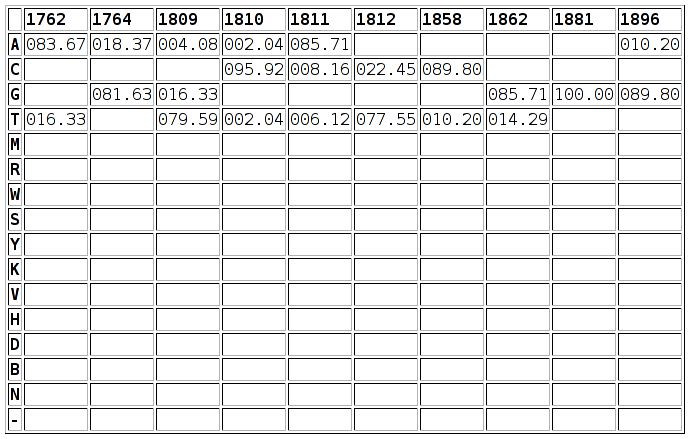 1762 1764 1809 1810 1811 1812 1858 1862 1881 1896
A 083.67 018.37 004.08 002.04 085.71 010.20
C 095.92 008.16 022.45 089.80
G 081.63 016.33 085.71 100.00 089.80
T 016.33 079.59 002.04 006.12 077.55 010.20 014.29
M
R
W
S
Y
K
V
H
D
B
N
-